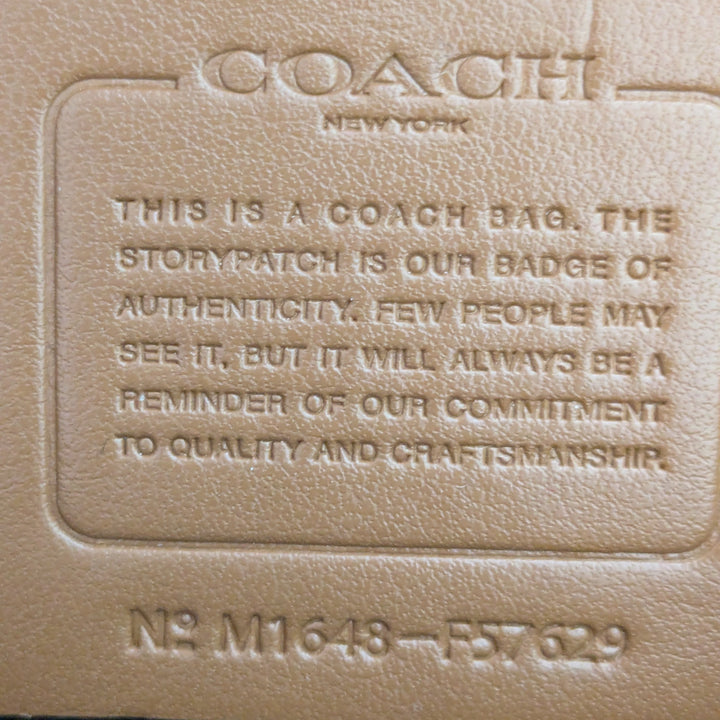 COACH
NEW YORK
THIS IS A COACH BAG. THE
STORYPATCH IS OUR BADGE OF
AUTHENTICITY. FEW PEOPLE MAY
SEE IT, BUT IT WILL ALWAYS BE A
REMINDER OF OUR COMMITMENT
TO QUALITY AND CRAFTSMANSHIP.
Nº M1648-F57629